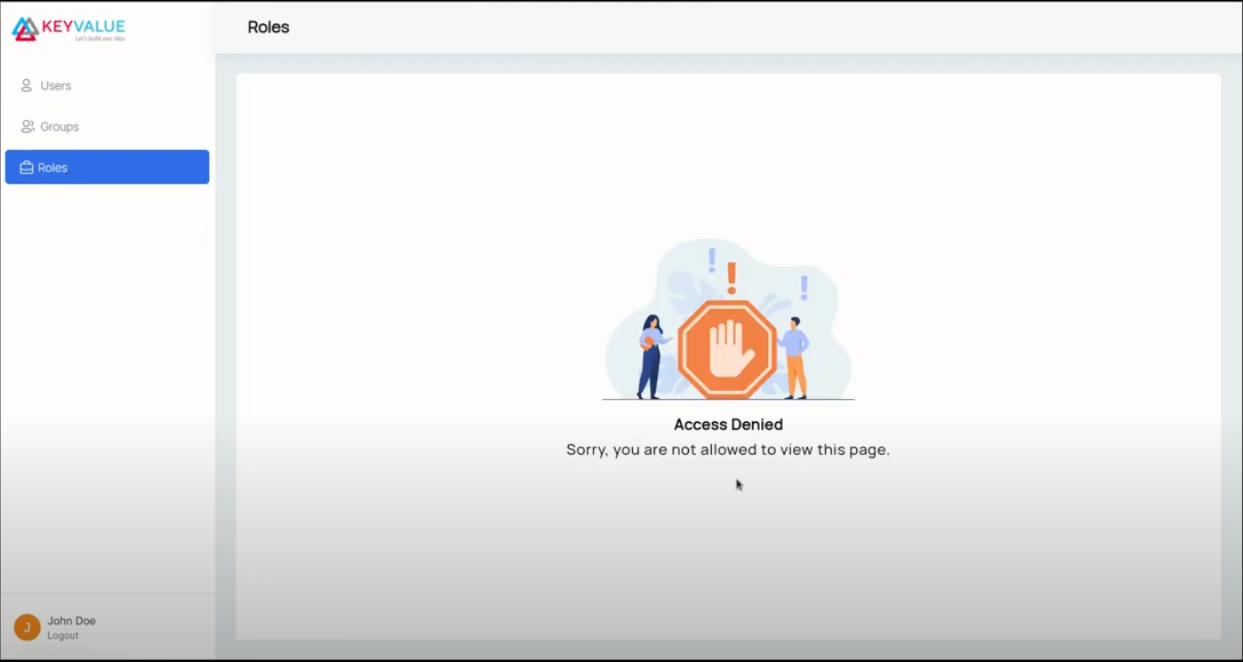 KEYVALUE
Let's build your idea
Roles
Users
Groups
Roles
Access Denied
Sorry, you are not allowed to view this page.
J
John Doe
Logout